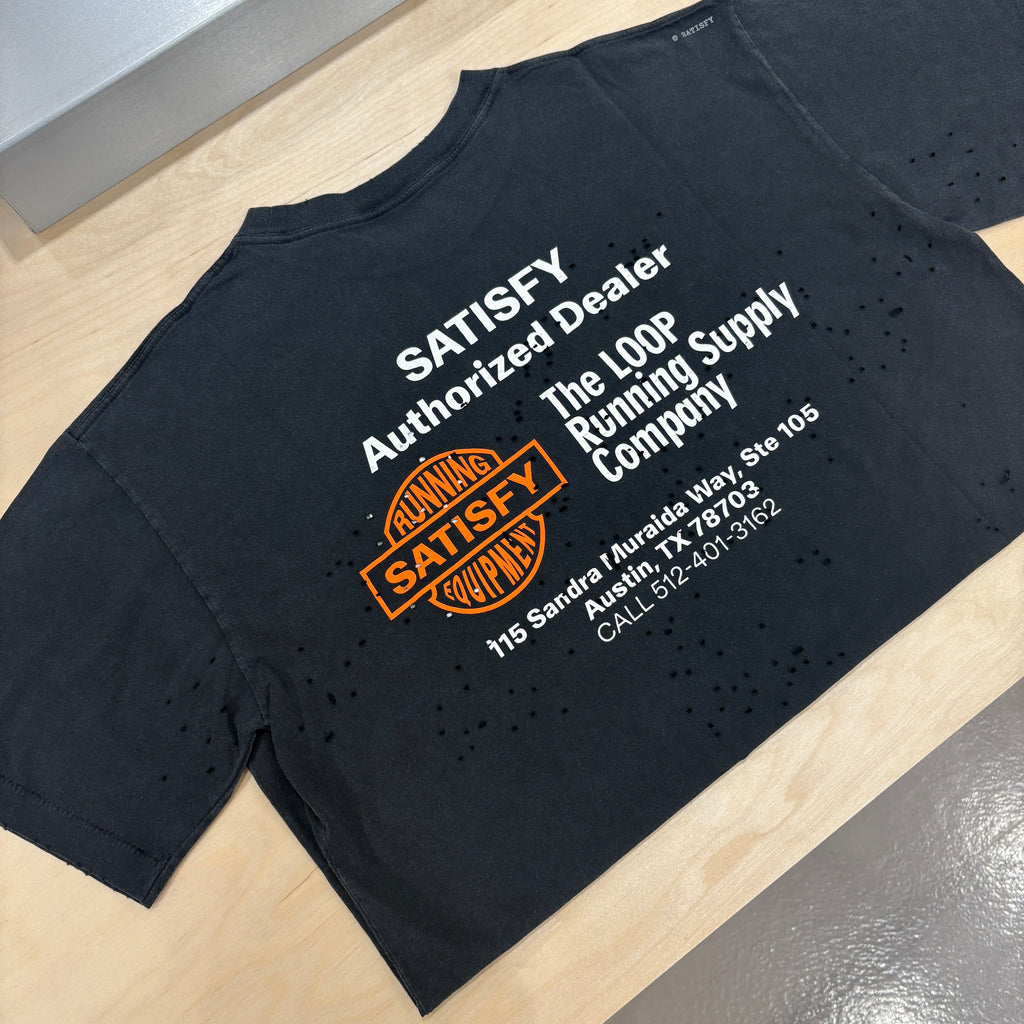 © SATISFY
SATISFY
Authorized Dealer
The LOOP
Running Supply
Company
RUNNING
SATISFY
EQUIPMENT
115 Sandra Muraida Way, Ste 105
Austin, TX 78703
CALL 512-401-3162